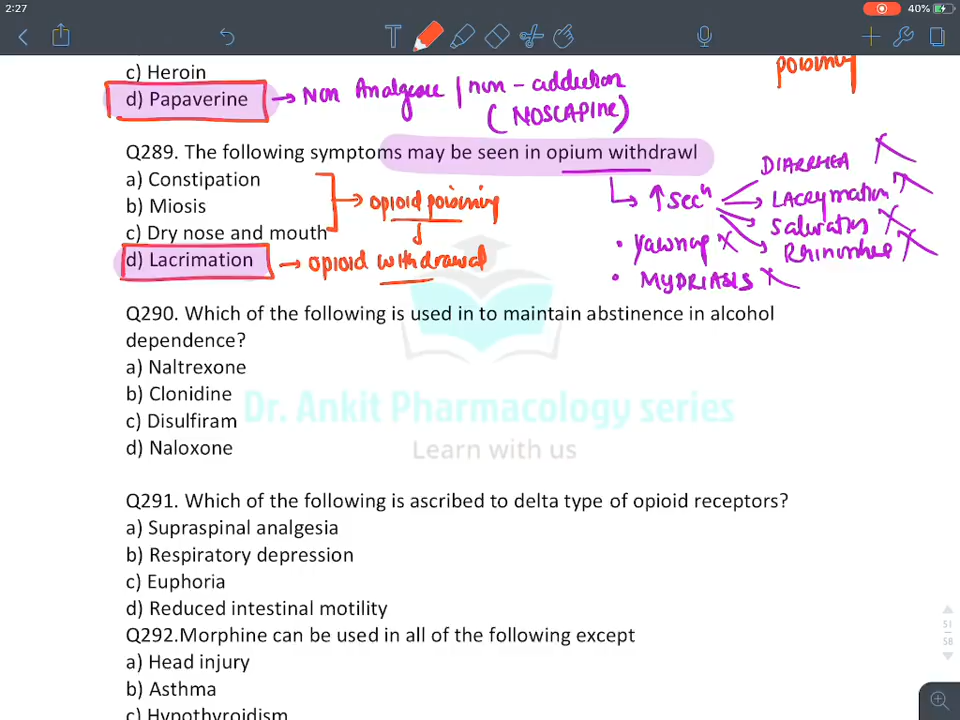 2:27
40%
T
c) Heroin
poisoning
d) Papaverine → Non Analgesic | non - addiction
(NOSCAPINE)
Q289. The following symptoms may be seen in opium withdrawl
a) Constipation
b) Miosis
c) Dry nose and mouth
opioid poisoning
d) Lacrimation → opioid withdrawal
↑ Secn
DIARRHEA
Lacrymation
Salivation
Rhinorrhea
• Yawning
• MYDRIASIS
Q290. Which of the following is used in to maintain abstinence in alcohol
dependence?
a) Naltrexone
b) Clonidine
c) Disulfiram
d) Naloxone
Dr. Ankit Pharmacology series
Learn with us
Q291. Which of the following is ascribed to delta type of opioid receptors?
a) Supraspinal analgesia
b) Respiratory depression
c) Euphoria
d) Reduced intestinal motility
Q292.Morphine can be used in all of the following except
a) Head injury
b) Asthma
c) Hypothyroidism
51
58